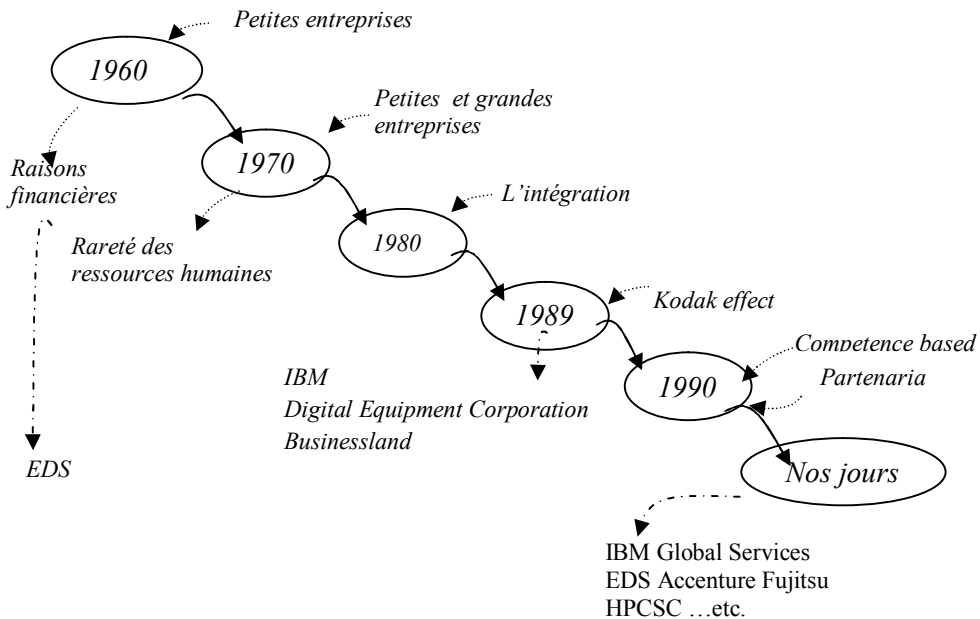 Petites entreprises
1960
Petites et grandes
entreprises
1970
Raisons
financières
L'intégration
1980
Rareté des
ressources humaines
Kodak effect
1989
Competence based
IBM
1990
Partenaria
Digital Equipment Corporation
Businessland
EDS
Nos jours
IBM Global Services
EDS Accenture Fujitsu
HPCSC ...etc.